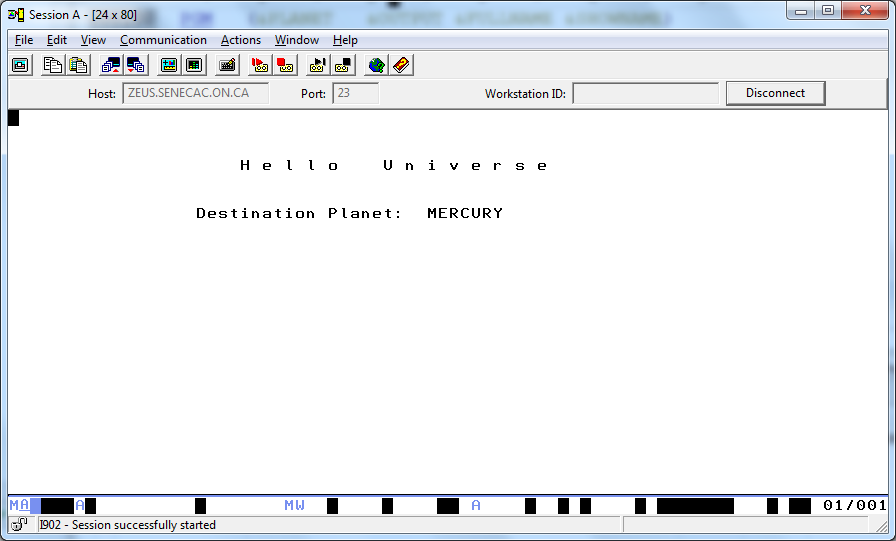 Session A - [24 x 80]
File Edit View Communication Actions Window Help
Host: ZEUS.SENECAC.ON.CA Port: 23 Workstation ID: Disconnect
H e l l o   U n i v e r s e
Destination Planet: MERCURY
MA A MW A 01/001
I902 - Session successfully started